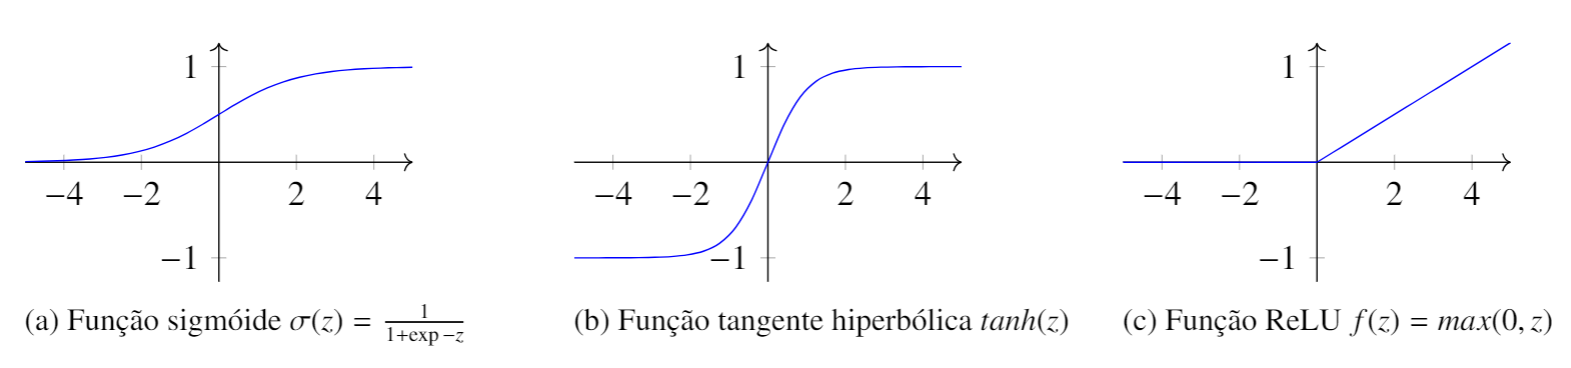 1
1
1
−4 −2 2 4
−4 −2 2 4
−4 −2 2 4
−1
−1
−1
(a) Função sigmóide σ(z) = 1/(1+exp −z)
(b) Função tangente hiperbólica tanh(z)
(c) Função ReLU f(z) = max(0, z)